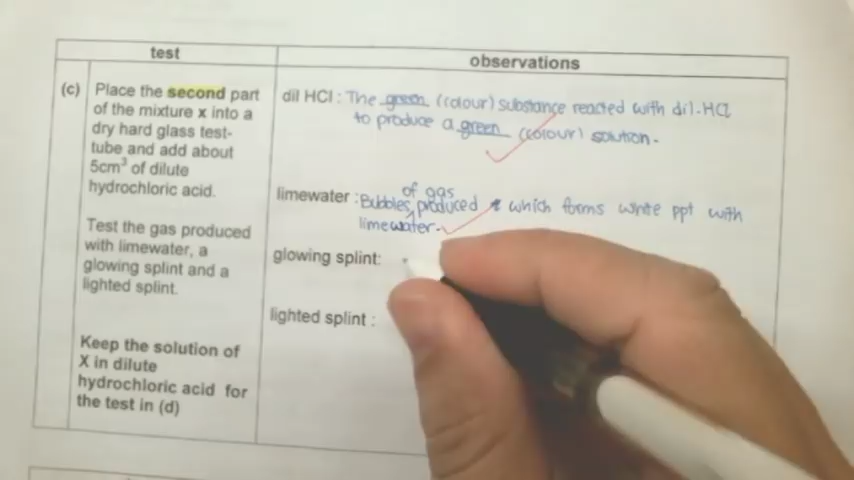 test
observations
(c) Place the second part
of the mixture x into a
dry hard glass test-
tube and add about
5cm³ of dilute
hydrochloric acid.
Test the gas produced
with limewater, a
glowing splint and a
lighted splint.
Keep the solution of
X in dilute
hydrochloric acid for
the test in (d)
dil HCl : The green (colour) substance reacted with dil-HCl
to produce a green (colour) solution.
of gas
limewater : Bubbles produced which forms white ppt with
limewater.
glowing splint:
lighted splint :